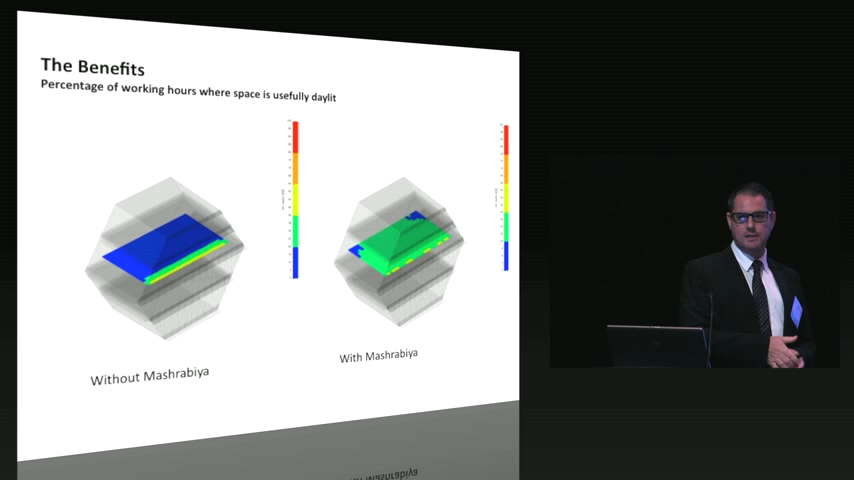 The Benefits
Percentage of working hours where space is usefully daylit
Without Mashrabiya
With Mashrabiya